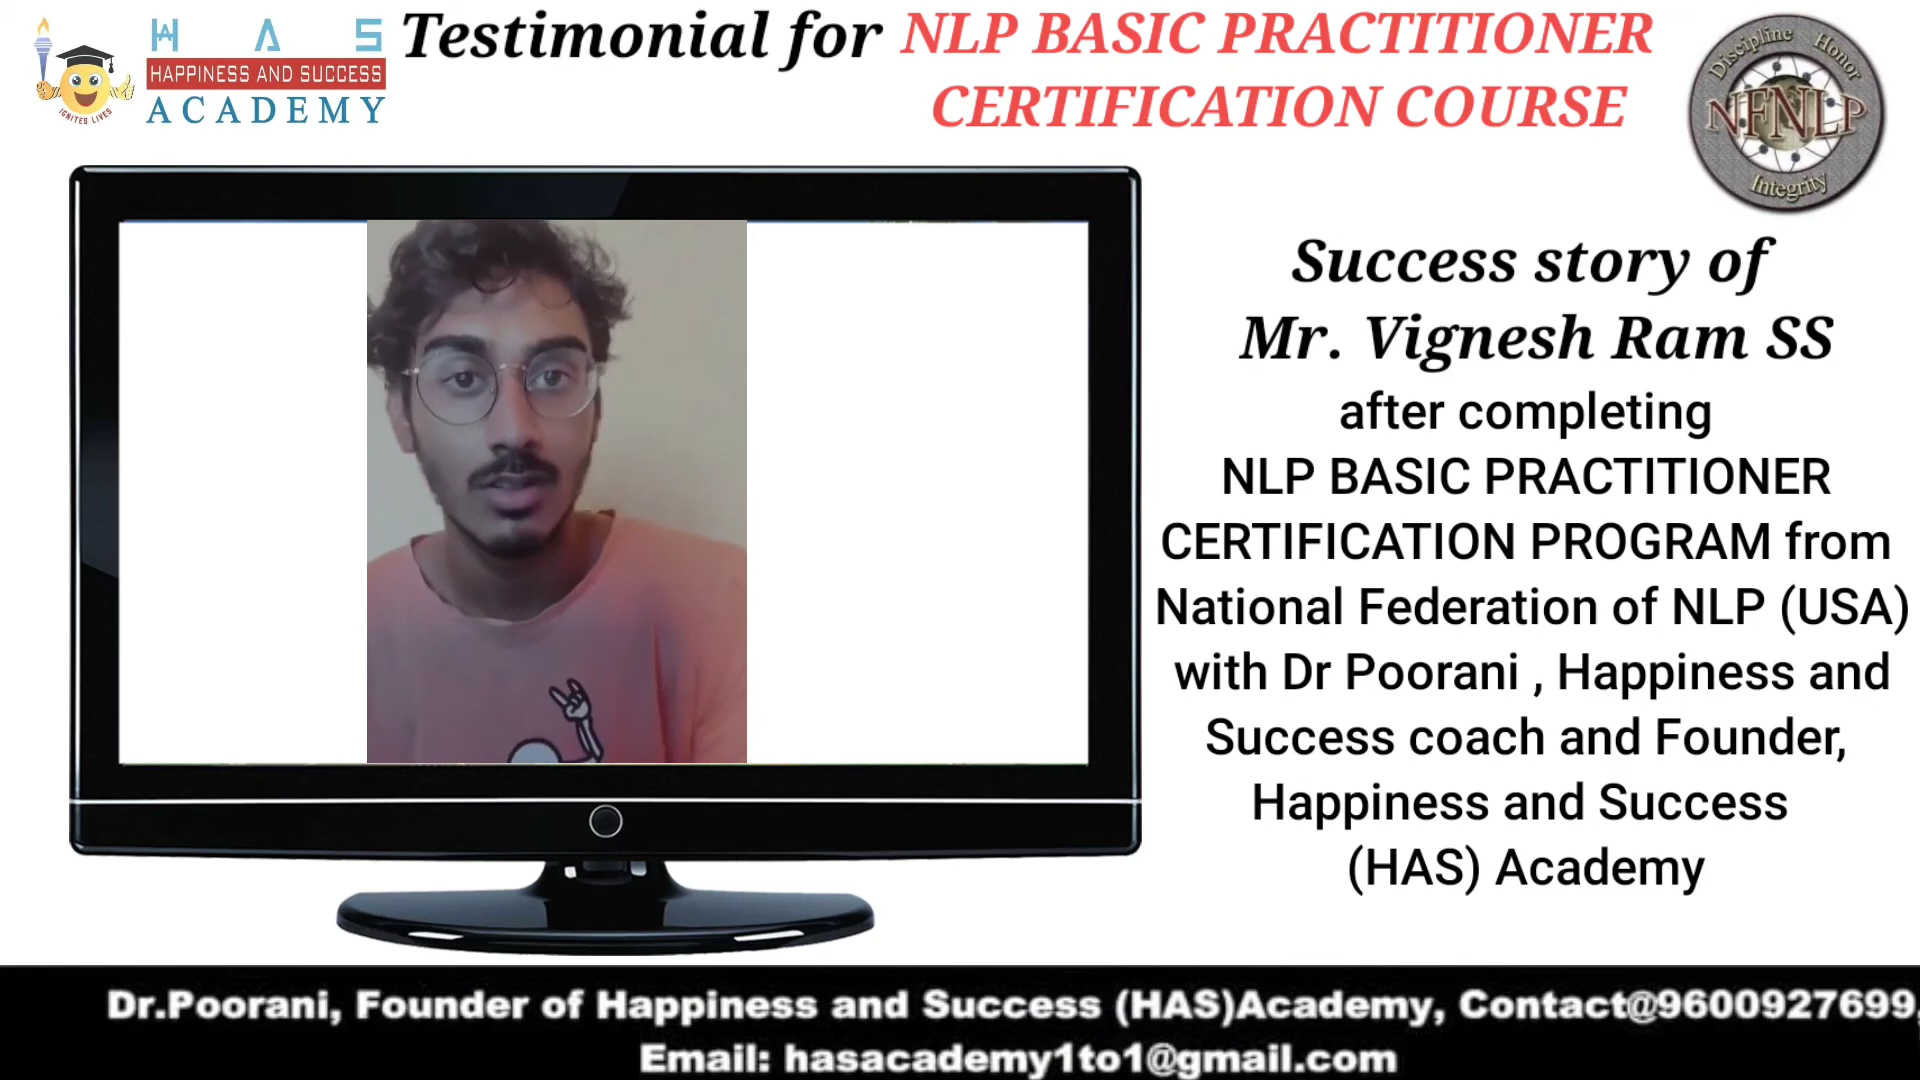 H A S
HAPPINESS AND SUCCESS
ACADEMY
IGNITES LIVES
Testimonial for NLP BASIC PRACTITIONER
CERTIFICATION COURSE
Discipline Honor
NFNLP
Integrity
Success story of
Mr. Vignesh Ram SS
after completing
NLP BASIC PRACTITIONER
CERTIFICATION PROGRAM from
National Federation of NLP (USA)
with Dr Poorani , Happiness and
Success coach and Founder,
Happiness and Success
(HAS) Academy
Dr.Poorani, Founder of Happiness and Success (HAS)Academy, Contact@9600927699,
Email: hasacademy1to1@gmail.com